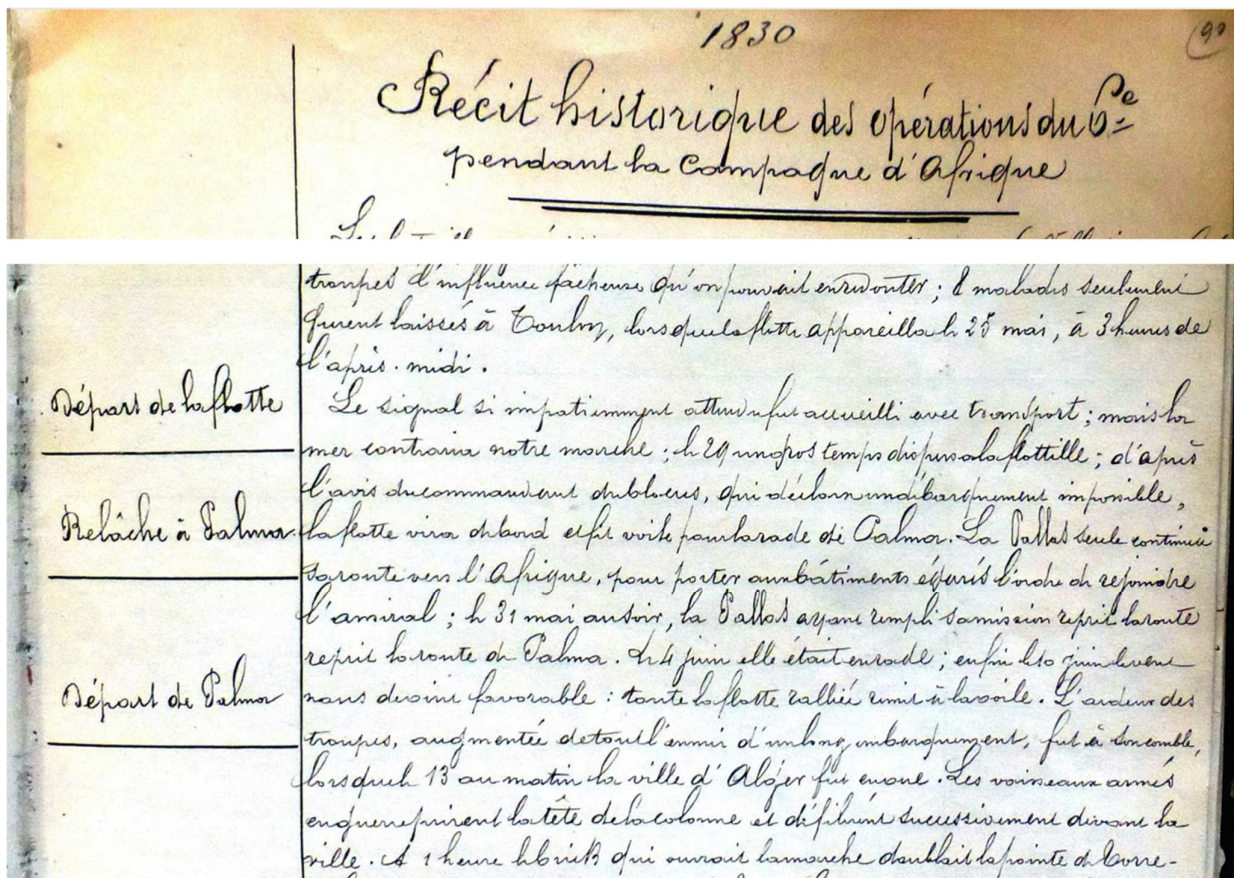 1830
90
Récit historique des opérations du 6e
pendant la Campagne d'Afrique
troupes d'influence fâcheuse qu'on pouvait en redouter ; 8 malades seulement
furent laissés à Toulon, lorsque la flotte appareilla le 25 mai, à 3 heures de
l'après-midi.
Départ de la flotte
Le signal si impatiemment attendu fut accueilli avec transport ; mais la
mer contraria notre marche ; le 29 un gros temps dispersa la flottille ; d'après
l'avis du commandant du blocus, qui déclara un débarquement impossible,
Relâche à Palma.
la flotte vira de bord et fit voile pour la rade de Palma. La Pallas seule continua
sa route vers l'Afrique, pour porter aux bâtiments égarés l'ordre de rejoindre
l'amiral ; le 31 mai au soir, la Pallas ayant rempli sa mission reprit la route
reprit la route de Palma. Le 4 juin elle était en rade ; enfin le 10 juin le vent
Départ de Palma
nous devint favorable : toute la flotte ralliée remit à la voile. L'ardeur des
troupes, augmentée de tout l'ennui d'un long embarquement, fut à son comble,
lorsque le 13 au matin la ville d'Alger fut en vue. Les vaisseaux armés
en guerre prirent la tête de la colonne et défilèrent successivement devant la
ville. A 1 heure le brick qui ouvrait la marche doublait la pointe de Torre-